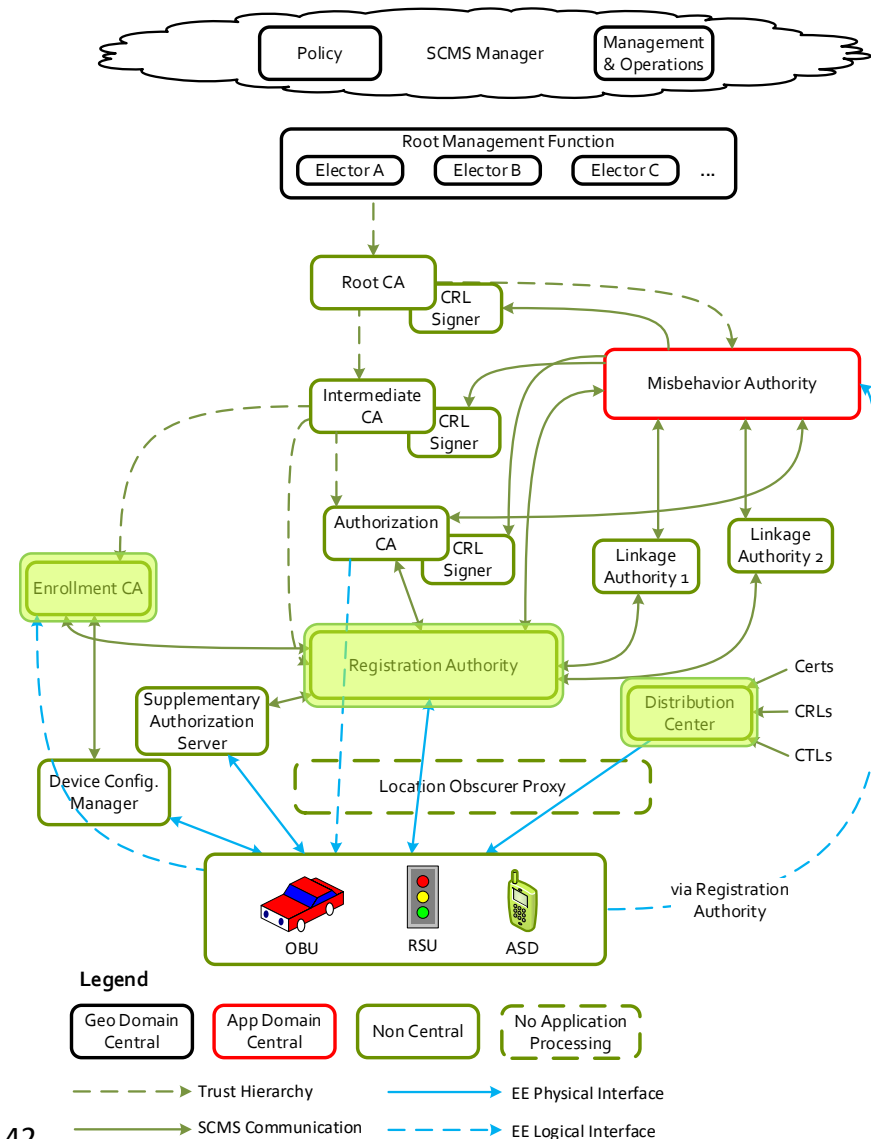 Policy
SCMS Manager
Management
& Operations
Root Management Function
Elector A
Elector B
Elector C
...
Root CA
CRL
Signer
Misbehavior Authority
Intermediate
CA
CRL
Signer
Authorization
CA
CRL
Signer
Linkage
Authority 1
Linkage
Authority 2
Enrollment CA
Registration Authority
Supplementary
Authorization
Server
Distribution
Center
Certs
CRLs
CTLs
Device Config.
Manager
Location Obscurer Proxy
OBU
RSU
ASD
via Registration
Authority
Legend
Geo Domain
Central
App Domain
Central
Non Central
No Application
Processing
Trust Hierarchy
EE Physical Interface
SCMS Communication
EE Logical Interface
42